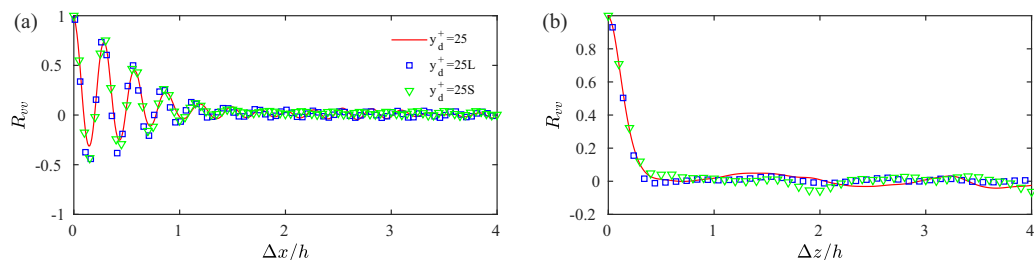 (a)
1
0.5
0
-0.5
-1
R_vv
0 1 2 3 4
Δx/h
y_d^+=25
y_d^+=25L
y_d^+=25S
(b)
1
0.8
0.6
0.4
0.2
0
-0.2
R_vv
0 1 2 3 4
Δz/h